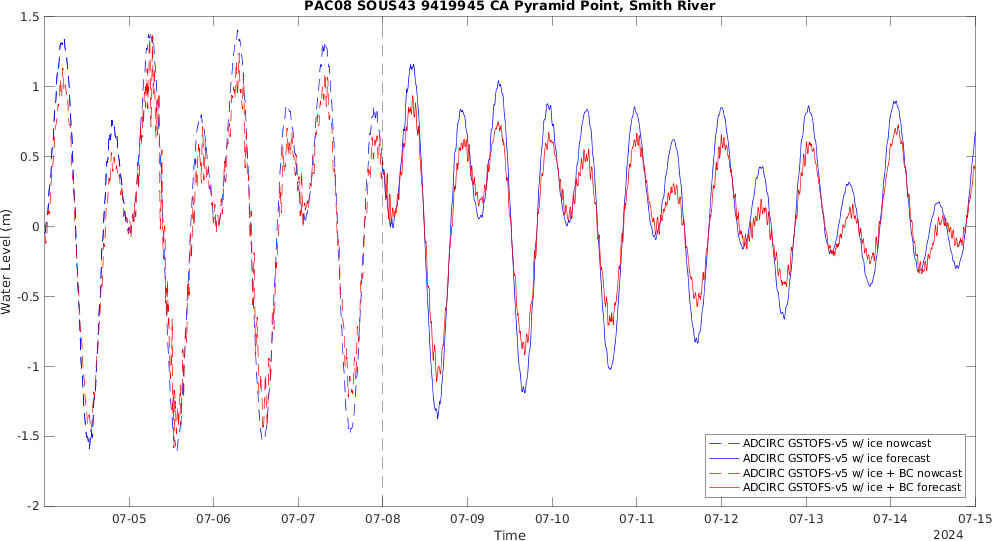 PAC08 SOUS43 9419945 CA Pyramid Point, Smith River
1.5
1
0.5
0
-0.5
-1
-1.5
-2
Water Level (m)
ADCIRC GSTOFS-v5 w/ ice nowcast
ADCIRC GSTOFS-v5 w/ ice forecast
ADCIRC GSTOFS-v5 w/ ice + BC nowcast
ADCIRC GSTOFS-v5 w/ ice + BC forecast
07-05 07-06 07-07 07-08 07-09 07-10 07-11 07-12 07-13 07-14 07-15
Time
2024